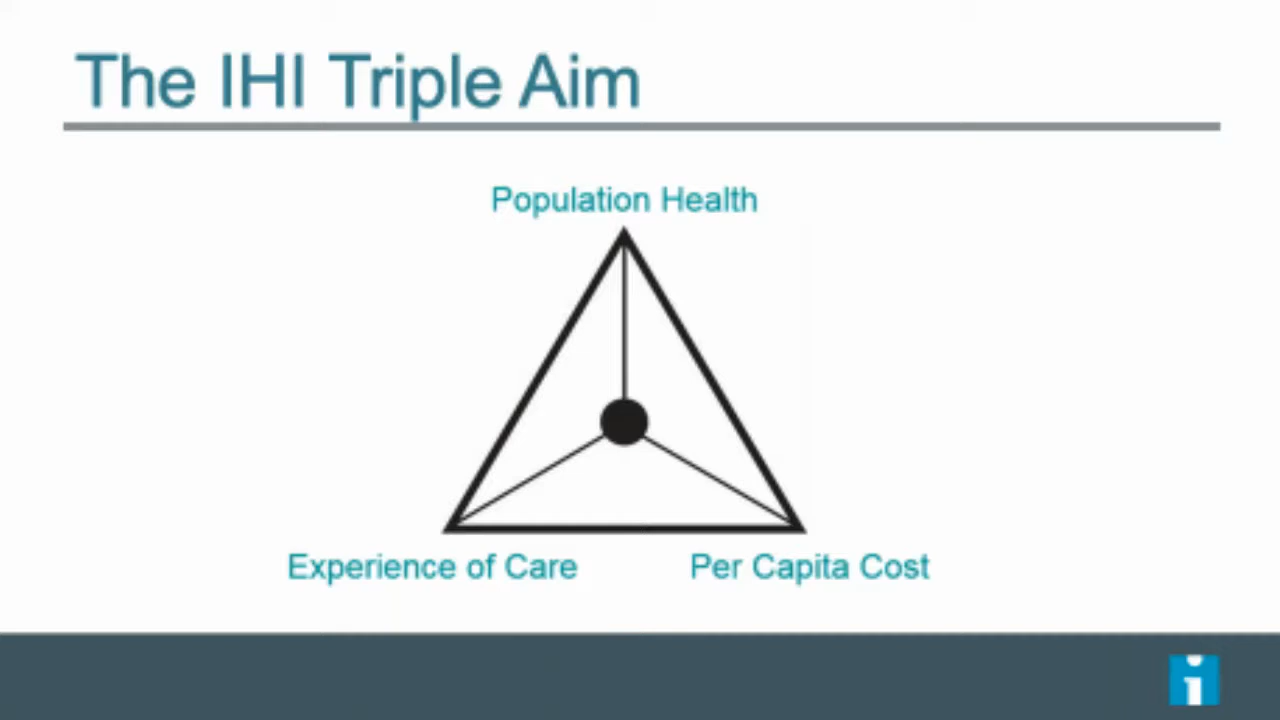 The IHI Triple Aim
Population Health
Experience of Care
Per Capita Cost